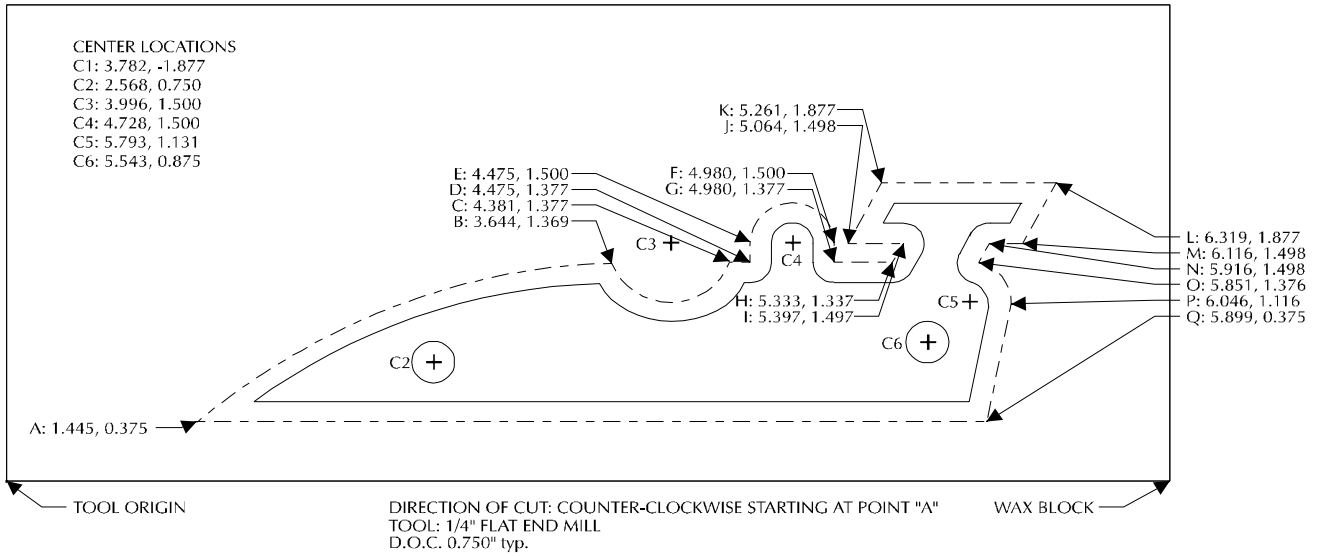 CENTER LOCATIONS
C1: 3.782, -1.877
C2: 2.568, 0.750
C3: 3.996, 1.500
C4: 4.728, 1.500
C5: 5.793, 1.131
C6: 5.543, 0.875
K: 5.261, 1.877
J: 5.064, 1.498
E: 4.475, 1.500
D: 4.475, 1.377
C: 4.381, 1.377
B: 3.644, 1.369
F: 4.980, 1.500
G: 4.980, 1.377
C3
C4
L: 6.319, 1.877
M: 6.116, 1.498
N: 5.916, 1.498
O: 5.851, 1.376
P: 6.046, 1.116
Q: 5.899, 0.375
H: 5.333, 1.337
I: 5.397, 1.497
C5
C6
C2
A: 1.445, 0.375
TOOL ORIGIN
DIRECTION OF CUT: COUNTER-CLOCKWISE STARTING AT POINT "A"
TOOL: 1/4" FLAT END MILL
D.O.C. 0.750" typ.
WAX BLOCK